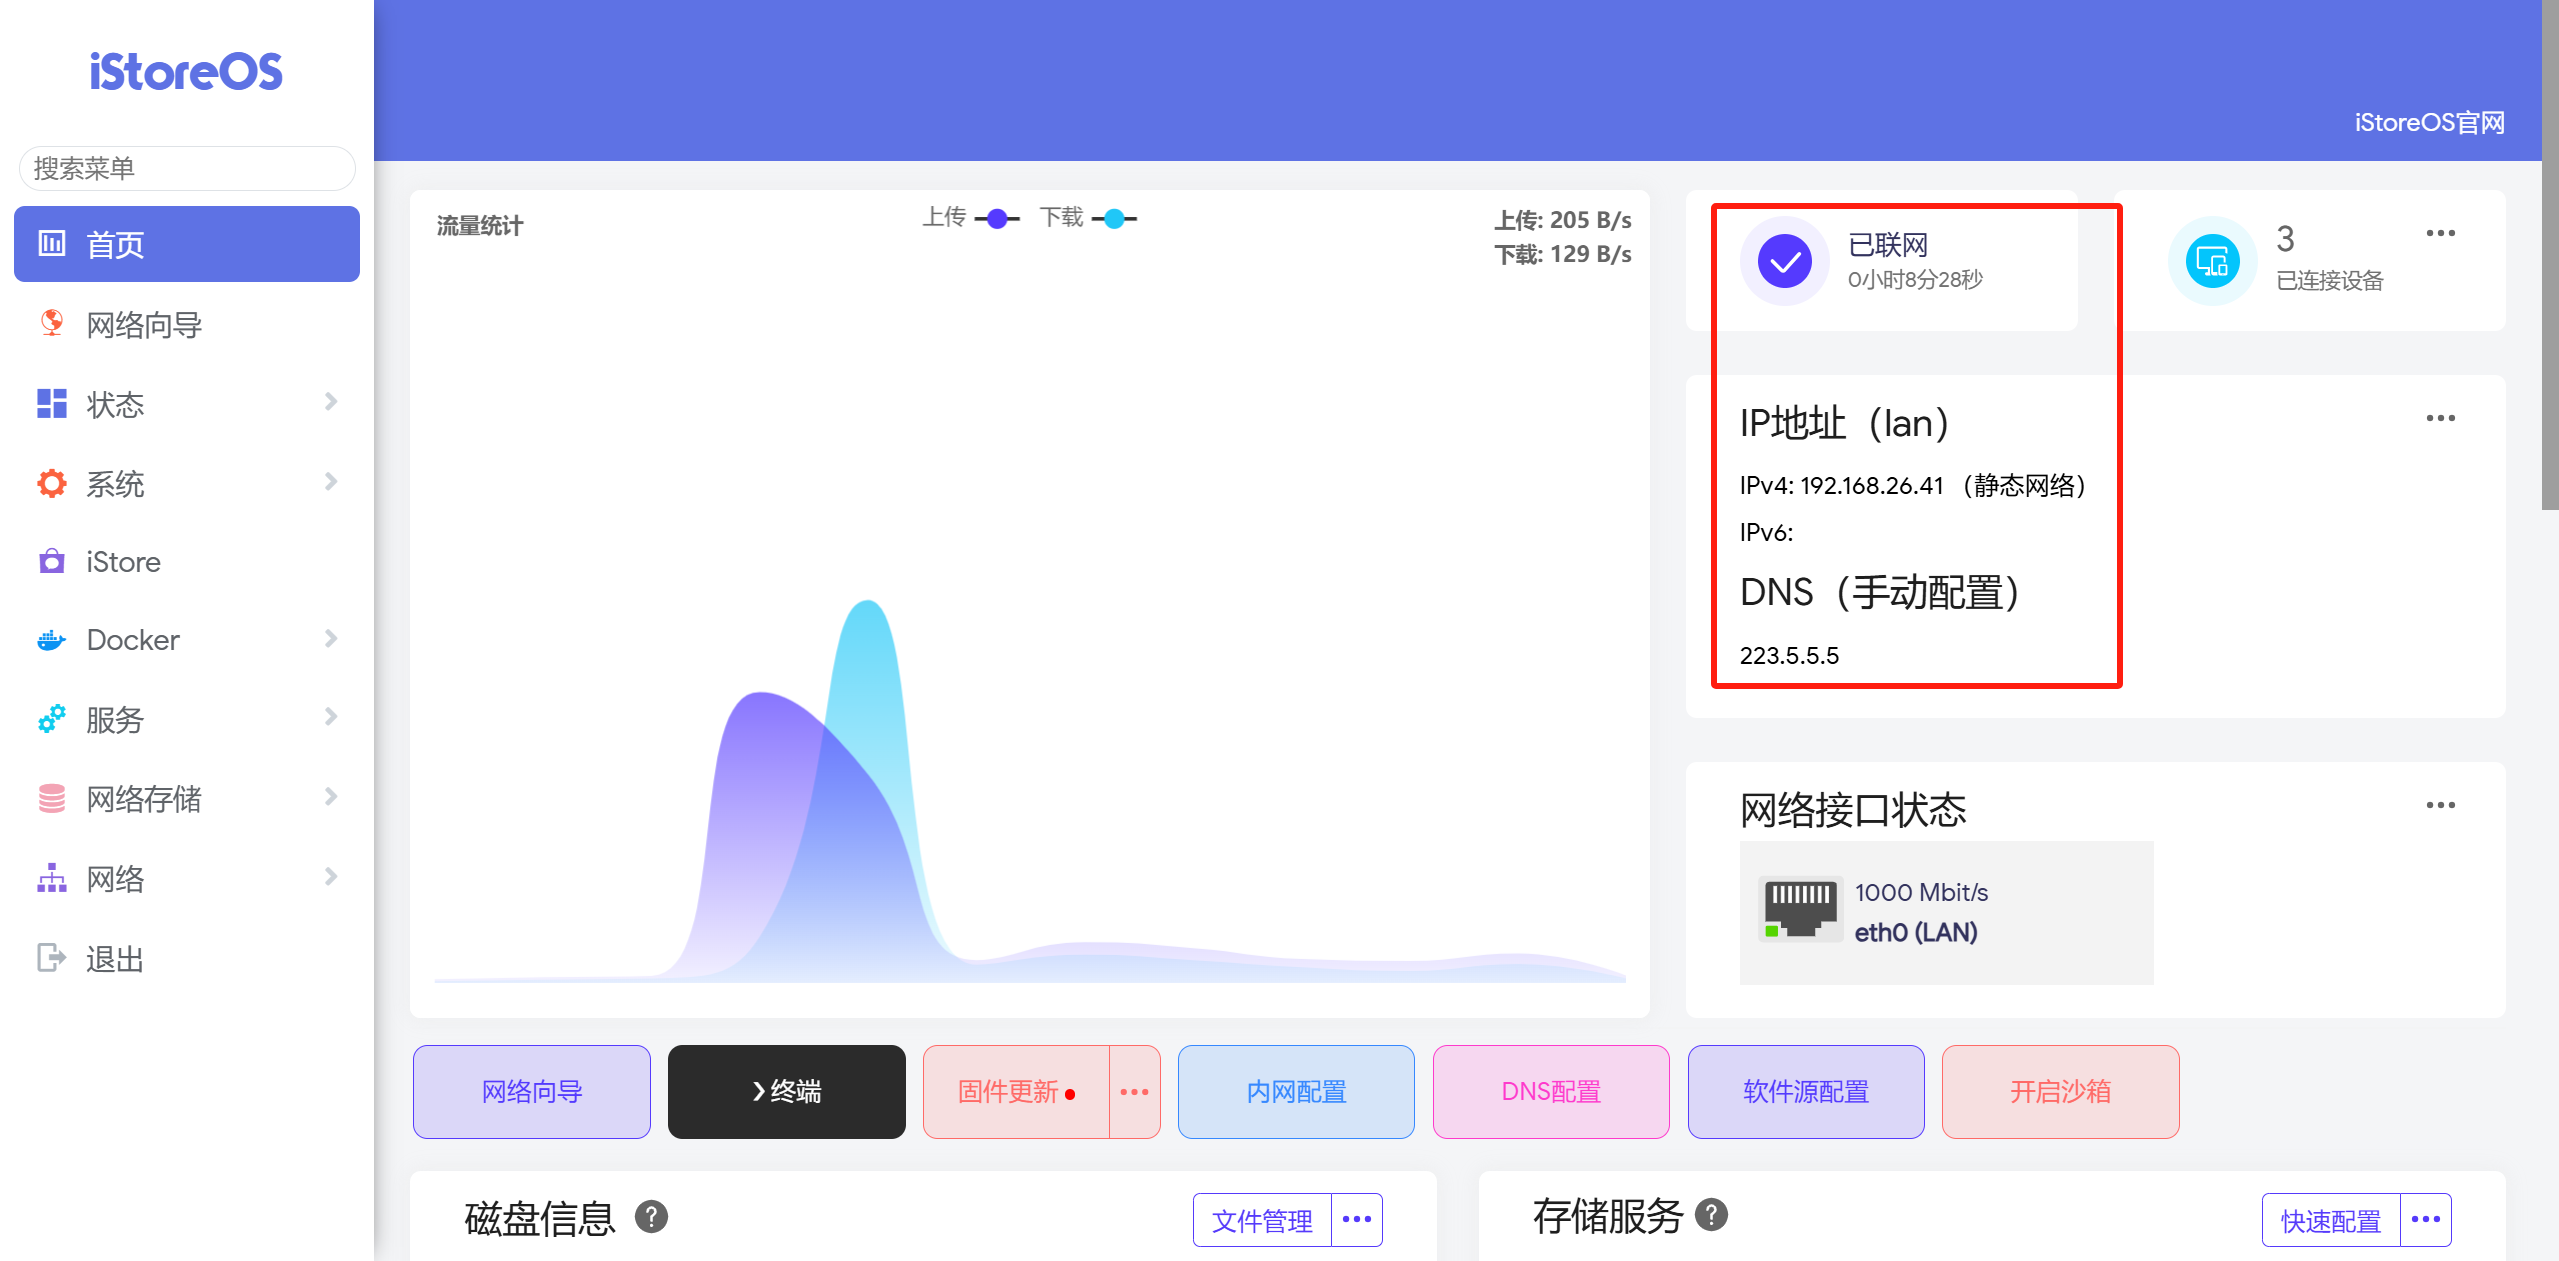 iStoreOS
搜索菜单
首页
网络向导
状态
系统
iStore
Docker
服务
网络存储
网络
退出
iStoreOS官网
流量统计
上传
下载
上传: 205 B/s
下载: 129 B/s
已联网
0小时8分28秒
3
已连接设备
IP地址（lan）
IPv4: 192.168.26.41 （静态网络）
IPv6:
DNS（手动配置）
223.5.5.5
网络接口状态
1000 Mbit/s
eth0 (LAN)
网络向导
终端
固件更新
内网配置
DNS配置
软件源配置
开启沙箱
磁盘信息
文件管理
存储服务
快速配置